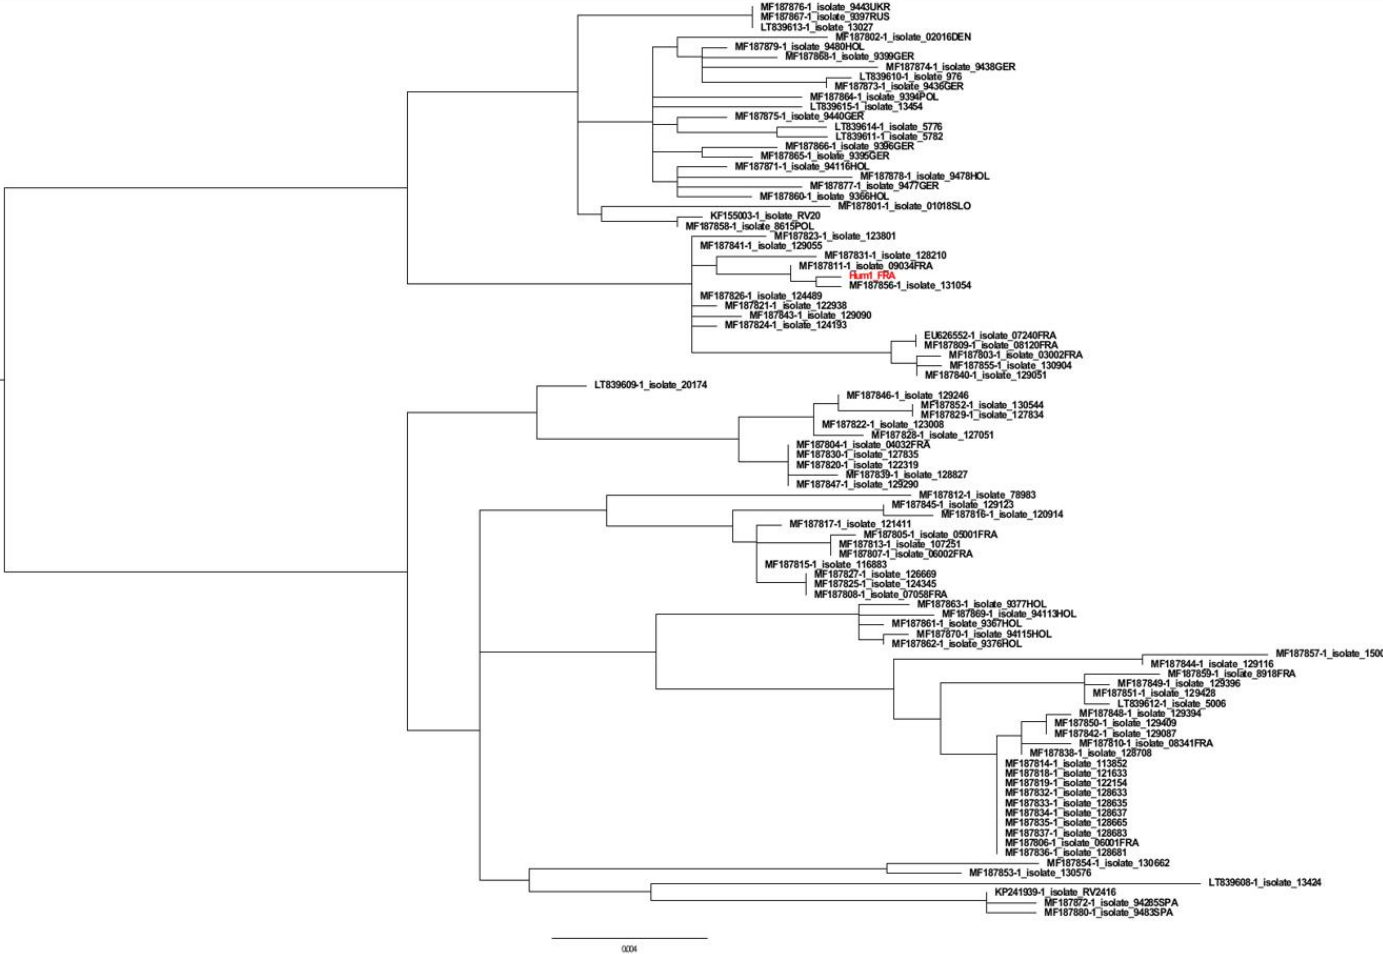 MF187876-1_isolate_9443UKR
MF187867-1_isolate_9397RUS
LT839613-1_isolate_13027
MF187802-1_isolate_02016DEN
MF187879-1_isolate_9480HOL
MF187868-1_isolate_9399GER
MF187874-1_isolate_9438GER
LT839610-1_isolate_976
MF187873-1_isolate_9436GER
MF187864-1_isolate_9394POL
LT839615-1_isolate_13454
MF187875-1_isolate_9440GER
LT839614-1_isolate_5776
LT839611-1_isolate_5782
MF187866-1_isolate_9396GER
MF187865-1_isolate_9395GER
MF187871-1_isolate_94116HOL
MF187878-1_isolate_9478HOL
MF187877-1_isolate_9477GER
MF187860-1_isolate_9366HOL
MF187801-1_isolate_01018SLO
KF155003-1_isolate_RV20
MF187858-1_isolate_8615POL
MF187823-1_isolate_123801
MF187841-1_isolate_129055
MF187831-1_isolate_128210
MF187811-1_isolate_09034FRA
Hum1_FRA
MF187856-1_isolate_131054
MF187826-1_isolate_124489
MF187821-1_isolate_122938
MF187843-1_isolate_129090
MF187824-1_isolate_124193
EU626552-1_isolate_07240FRA
MF187809-1_isolate_08120FRA
MF187803-1_isolate_03002FRA
MF187855-1_isolate_130904
MF187840-1_isolate_129051
LT839609-1_isolate_20174
MF187846-1_isolate_129246
MF187852-1_isolate_130544
MF187829-1_isolate_127834
MF187822-1_isolate_123008
MF187828-1_isolate_127051
MF187804-1_isolate_04032FRA
MF187830-1_isolate_127835
MF187820-1_isolate_122319
MF187839-1_isolate_128827
MF187847-1_isolate_129290
MF187812-1_isolate_78983
MF187845-1_isolate_129123
MF187816-1_isolate_120914
MF187817-1_isolate_121411
MF187805-1_isolate_05001FRA
MF187813-1_isolate_107251
MF187807-1_isolate_06002FRA
MF187815-1_isolate_116883
MF187827-1_isolate_126669
MF187825-1_isolate_124345
MF187808-1_isolate_07058FRA
MF187863-1_isolate_9377HOL
MF187869-1_isolate_94113HOL
MF187861-1_isolate_9367HOL
MF187870-1_isolate_94115HOL
MF187862-1_isolate_9376HOL
MF187857-1_isolate_150
MF187844-1_isolate_129116
MF187859-1_isolate_8918FRA
MF187849-1_isolate_129396
MF187851-1_isolate_129428
LT839612-1_isolate_5006
MF187848-1_isolate_129394
MF187850-1_isolate_129409
MF187842-1_isolate_129087
MF187810-1_isolate_08341FRA
MF187838-1_isolate_128708
MF187814-1_isolate_113852
MF187818-1_isolate_121633
MF187819-1_isolate_122154
MF187832-1_isolate_128633
MF187833-1_isolate_128635
MF187834-1_isolate_128637
MF187835-1_isolate_128665
MF187837-1_isolate_128683
MF187806-1_isolate_06001FRA
MF187836-1_isolate_128681
MF187854-1_isolate_130662
MF187853-1_isolate_130576
LT839608-1_isolate_13424
KP241939-1_isolate_RV2416
MF187872-1_isolate_94285SPA
MF187880-1_isolate_9483SPA
0.004